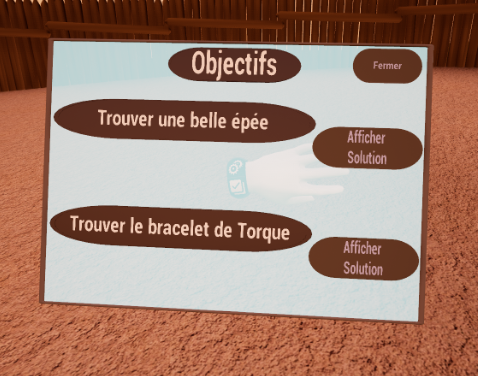 Objectifs
Fermer
Trouver une belle épée
Afficher
Solution
Trouver le bracelet de Torque
Afficher
Solution